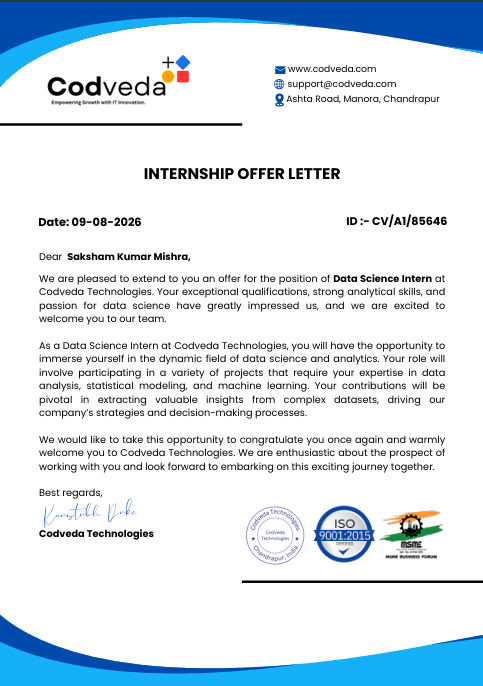 Codveda
Empowering Growth with IT Innovation.
www.codveda.com
support@codveda.com
Ashta Road, Manora, Chandrapur
INTERNSHIP OFFER LETTER
Date: 09-08-2026
ID :- CV/A1/85646
Dear Saksham Kumar Mishra,
We are pleased to extend to you an offer for the position of Data Science Intern at
Codveda Technologies. Your exceptional qualifications, strong analytical skills, and
passion for data science have greatly impressed us, and we are excited to
welcome you to our team.
As a Data Science Intern at Codveda Technologies, you will have the opportunity to
immerse yourself in the dynamic field of data science and analytics. Your role will
involve participating in a variety of projects that require your expertise in data
analysis, statistical modeling, and machine learning. Your contributions will be
pivotal in extracting valuable insights from complex datasets, driving our
company's strategies and decision-making processes.
We would like to take this opportunity to congratulate you once again and warmly
welcome you to Codveda Technologies. We are enthusiastic about the prospect of
working with you and look forward to embarking on this exciting journey together.
Best regards,
Codveda Technologies
Codveda Technologies
Codveda
Technologies
Chandrapur, India
ISO
9001:2015
CERTIFIED
MSME
MSME BUSINESS FORUM